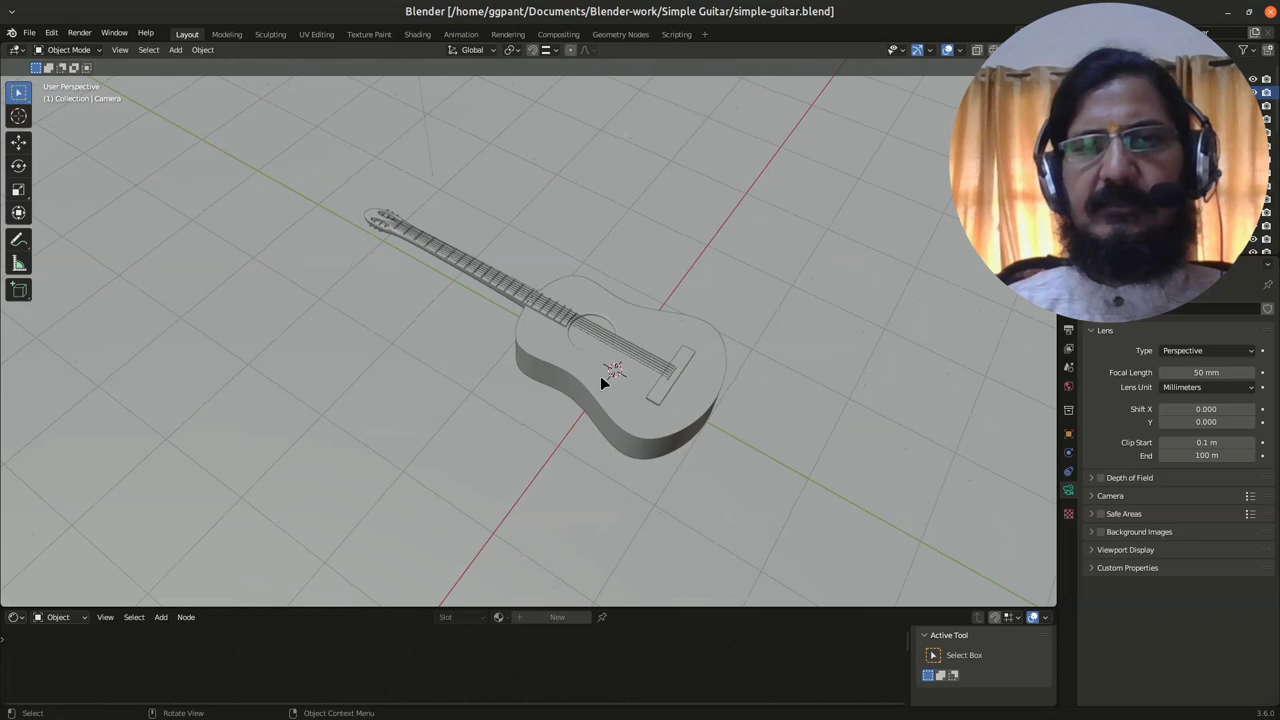 Blender [/home/ggpant/Documents/Blender-work/Simple Guitar/simple-guitar.blend]
File Edit Render Window Help Layout Modeling Sculpting UV Editing Texture Paint Shading Animation Rendering Compositing Geometry Nodes Scripting +
Object Mode View Select Add Object Global
User Perspective
(1) Collection | Camera
Lens
Type Perspective
Focal Length 50 mm
Lens Unit Millimeters
Shift X 0.000
Y 0.000
Clip Start 0.1 m
End 100 m
Depth of Field
Camera
Safe Areas
Background Images
Viewport Display
Custom Properties
Object View Select Add Node Slot New
Active Tool
Select Box
Select Rotate View Object Context Menu 3.6.0